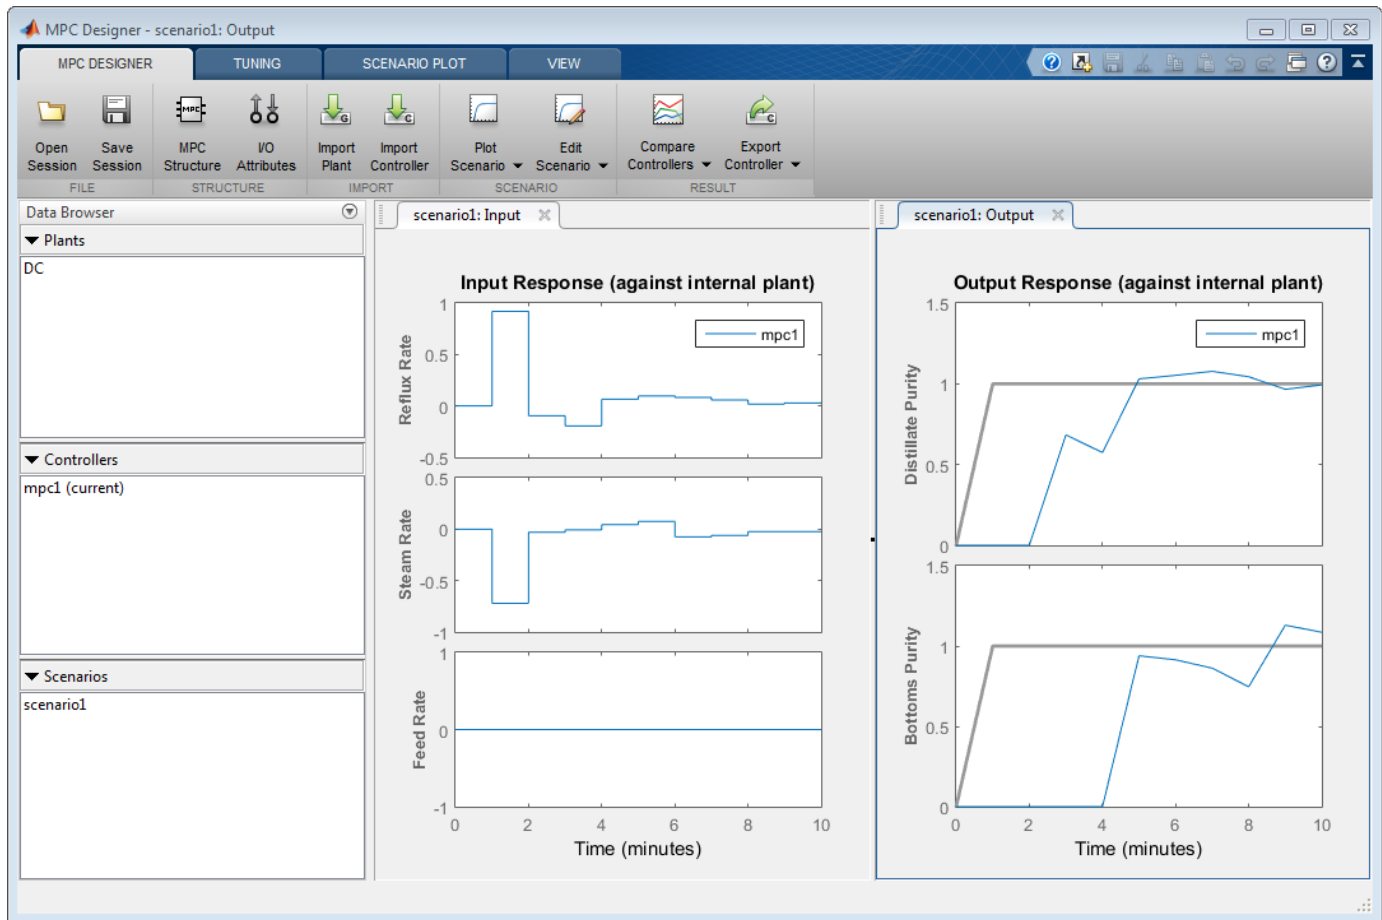 MPC Designer - scenario1: Output
MPC DESIGNER TUNING SCENARIO PLOT VIEW
Open Session
Save Session
MPC Structure
I/O Attributes
Import Plant
Import Controller
Plot Scenario
Edit Scenario
Compare Controllers
Export Controller
FILE STRUCTURE IMPORT SCENARIO RESULT
Data Browser
Plants
DC
Controllers
mpc1 (current)
Scenarios
scenario1
scenario1: Input
Input Response (against internal plant)
mpc1
Reflux Rate
1
0.5
0
-0.5
Steam Rate
0.5
0
-0.5
-1
Feed Rate
1
0
-1
0 2 4 6 8 10
Time (minutes)
scenario1: Output
Output Response (against internal plant)
mpc1
Distillate Purity
1.5
1
0.5
0
Bottoms Purity
1.5
1
0.5
0
0 2 4 6 8 10
Time (minutes)